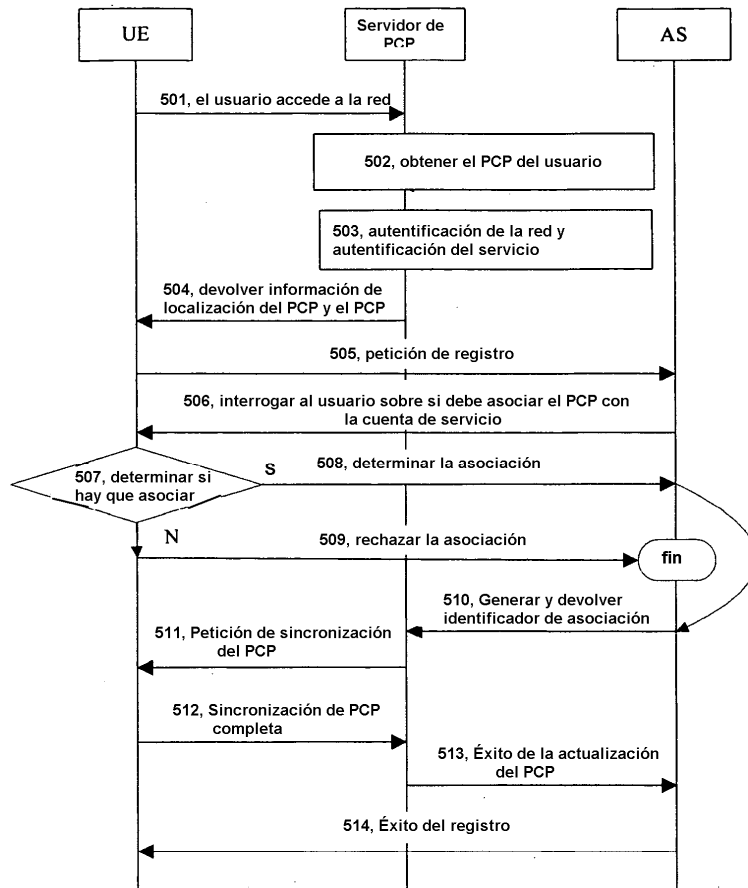 UE
Servidor de
PCP
AS
501, el usuario accede a la red
502, obtener el PCP del usuario
503, autentificación de la red y
autentificación del servicio
504, devolver información de
localización del PCP y el PCP
505, petición de registro
506, interrogar al usuario sobre si debe asociar el PCP con
la cuenta de servicio
507, determinar si
hay que asociar
S
508, determinar la asociación
N
509, rechazar la asociación
fin
510, Generar y devolver
identificador de asociación
511, Petición de sincronización
del PCP
512, Sincronización de PCP
completa
513, Éxito de la actualización
del PCP
514, Éxito del registro